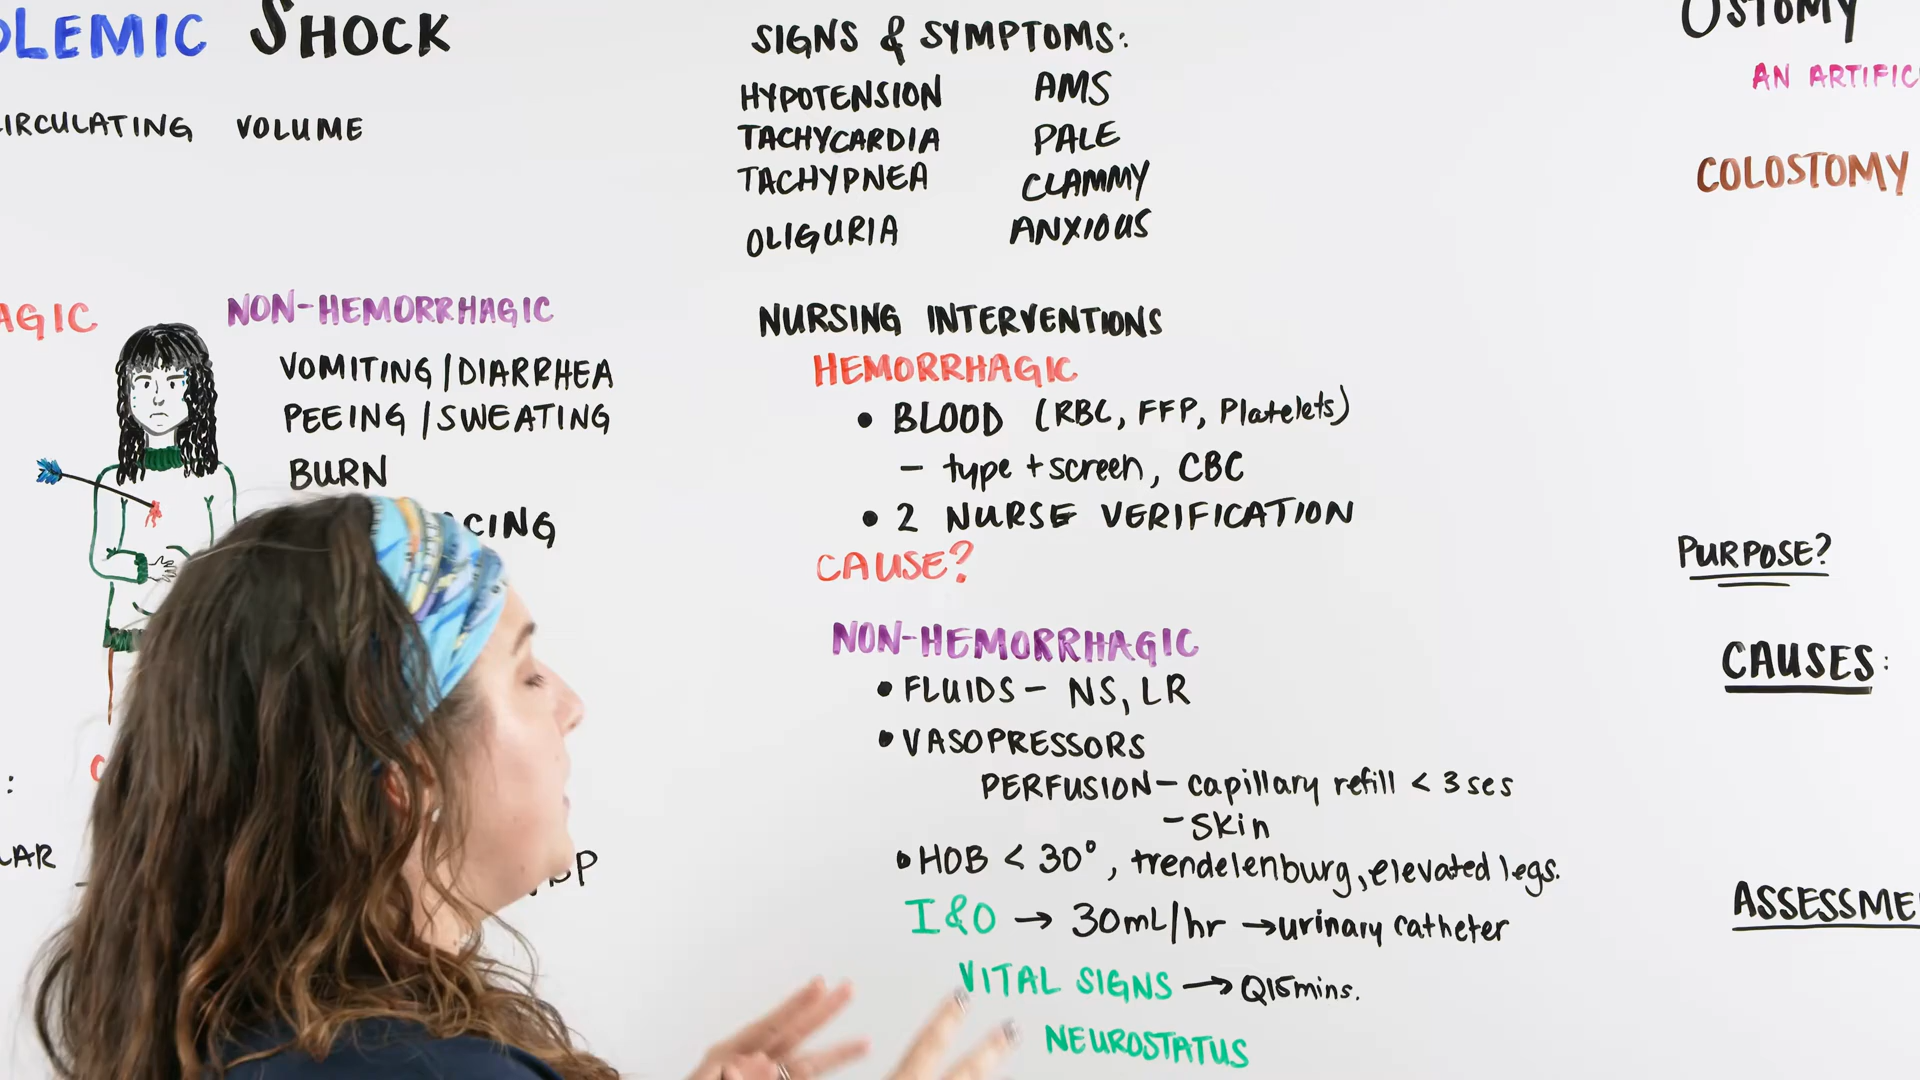 OLEMIC SHOCK
CIRCULATING VOLUME
AGIC
NON-HEMORRHAGIC
VOMITING/DIARRHEA
PEEING/SWEATING
BURN
CING
:
LAR
BP
SIGNS & SYMPTOMS:
HYPOTENSION AMS
TACHYCARDIA PALE
TACHYPNEA CLAMMY
OLIGURIA ANXIOUS
NURSING INTERVENTIONS
HEMORRHAGIC
• BLOOD (RBC, FFP, Platelets)
- type + screen, CBC
• 2 NURSE VERIFICATION
CAUSE?
NON-HEMORRHAGIC
• FLUIDS - NS, LR
• VASOPRESSORS
PERFUSION - capillary refill < 3 secs
- skin
• HOB < 30°, trendelenburg, elevated legs.
I&O → 30mL/hr → urinary catheter
VITAL SIGNS → Q15mins.
NEUROSTATUS
OSTOMY
AN ARTIFIC
COLOSTOMY
PURPOSE?
CAUSES:
ASSESSME